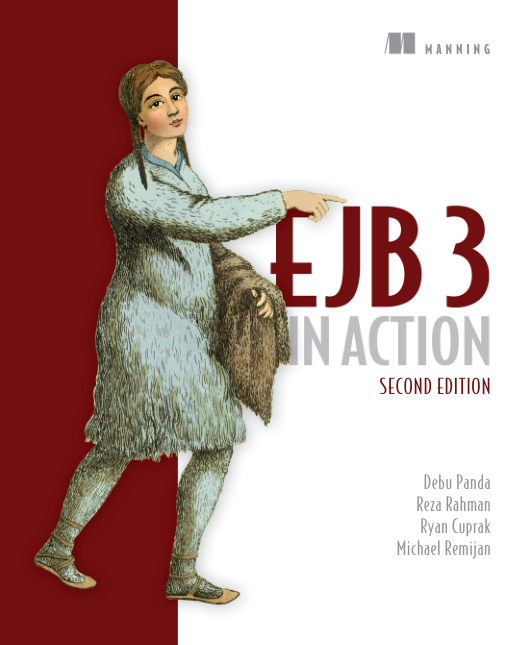 MANNING
EJB 3
IN ACTION
SECOND EDITION
Debu Panda
Reza Rahman
Ryan Cuprak
Michael Remijan